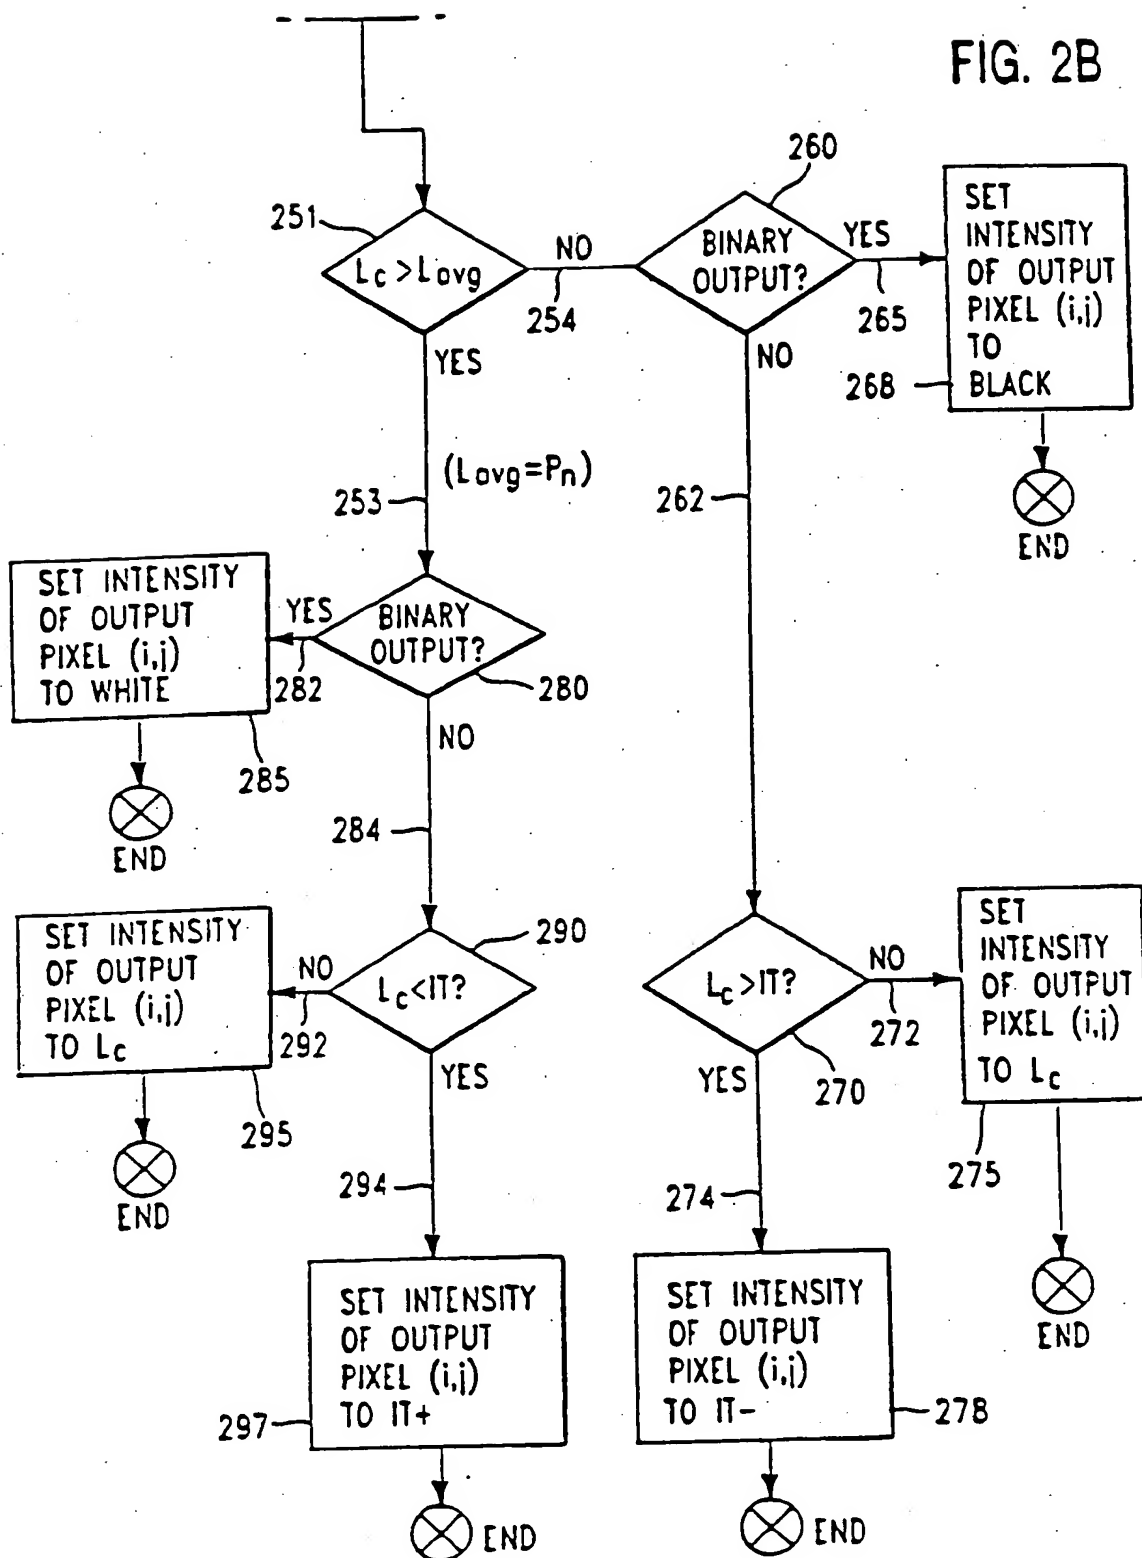 FIG. 2B
260
251
Lc > Lavg
NO
254
BINARY
OUTPUT?
YES
265
SET
INTENSITY
OF OUTPUT
PIXEL (i,j)
TO
BLACK
268
END
YES
NO
(Lavg=Pn)
253
262
SET INTENSITY
OF OUTPUT
PIXEL (i,j)
TO WHITE
YES
282
BINARY
OUTPUT?
280
285
END
NO
284
SET INTENSITY
OF OUTPUT
PIXEL (i,j)
TO Lc
NO
292
Lc<IT?
290
295
END
YES
Lc>IT?
NO
272
270
YES
SET
INTENSITY
OF OUTPUT
PIXEL (i,j)
TO Lc
275
END
294
274
SET INTENSITY
OF OUTPUT
PIXEL (i,j)
TO IT+
297
END
SET INTENSITY
OF OUTPUT
PIXEL (i,j)
TO IT-
278
END